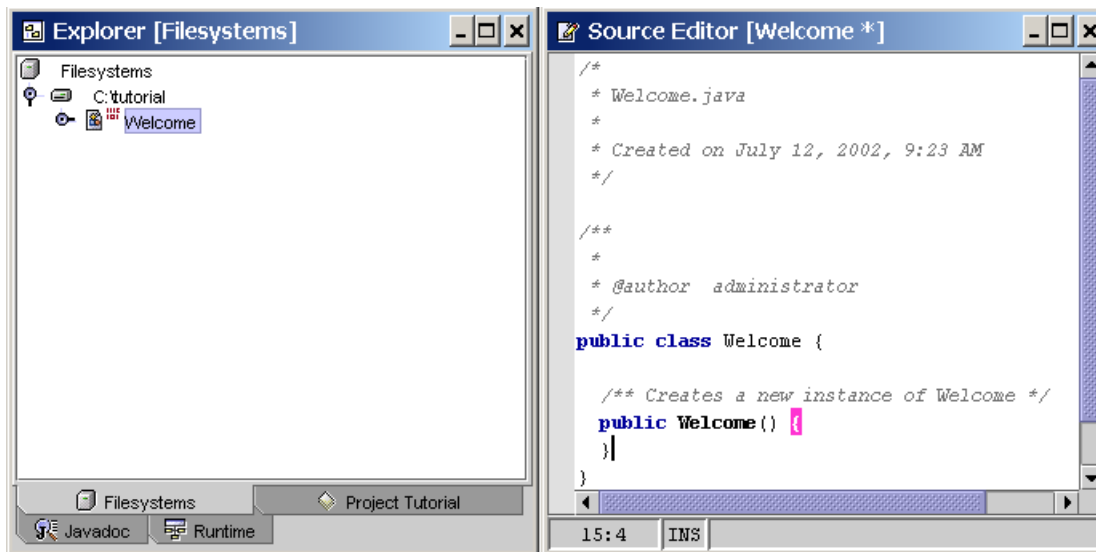 Explorer [Filesystems]
Filesystems
C:\tutorial
Welcome
Filesystems
Project Tutorial
Javadoc
Runtime
Source Editor [Welcome *]
/*
* Welcome.java
*
* Created on July 12, 2002, 9:23 AM
*/
/**
*
* @author administrator
*/
public class Welcome {
/** Creates a new instance of Welcome */
public Welcome() {
}
}
15:4 INS